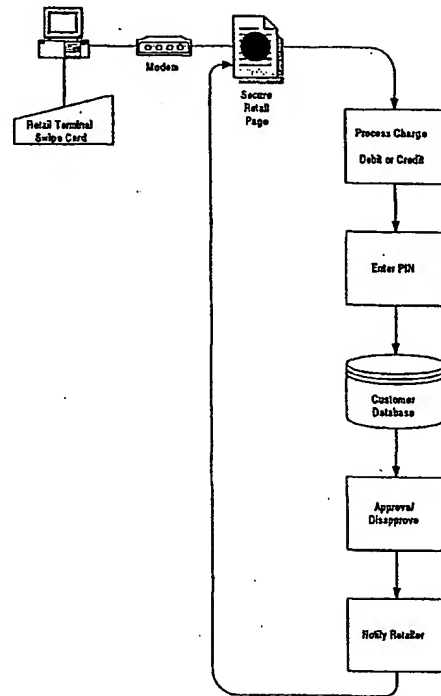 Modem
Retail Terminal
Swipe Card
Secure
Retail
Page
Process Charge
Debit or Credit
Enter PIN
Customer
Database
Approval
Disapprove
Notify Retailer